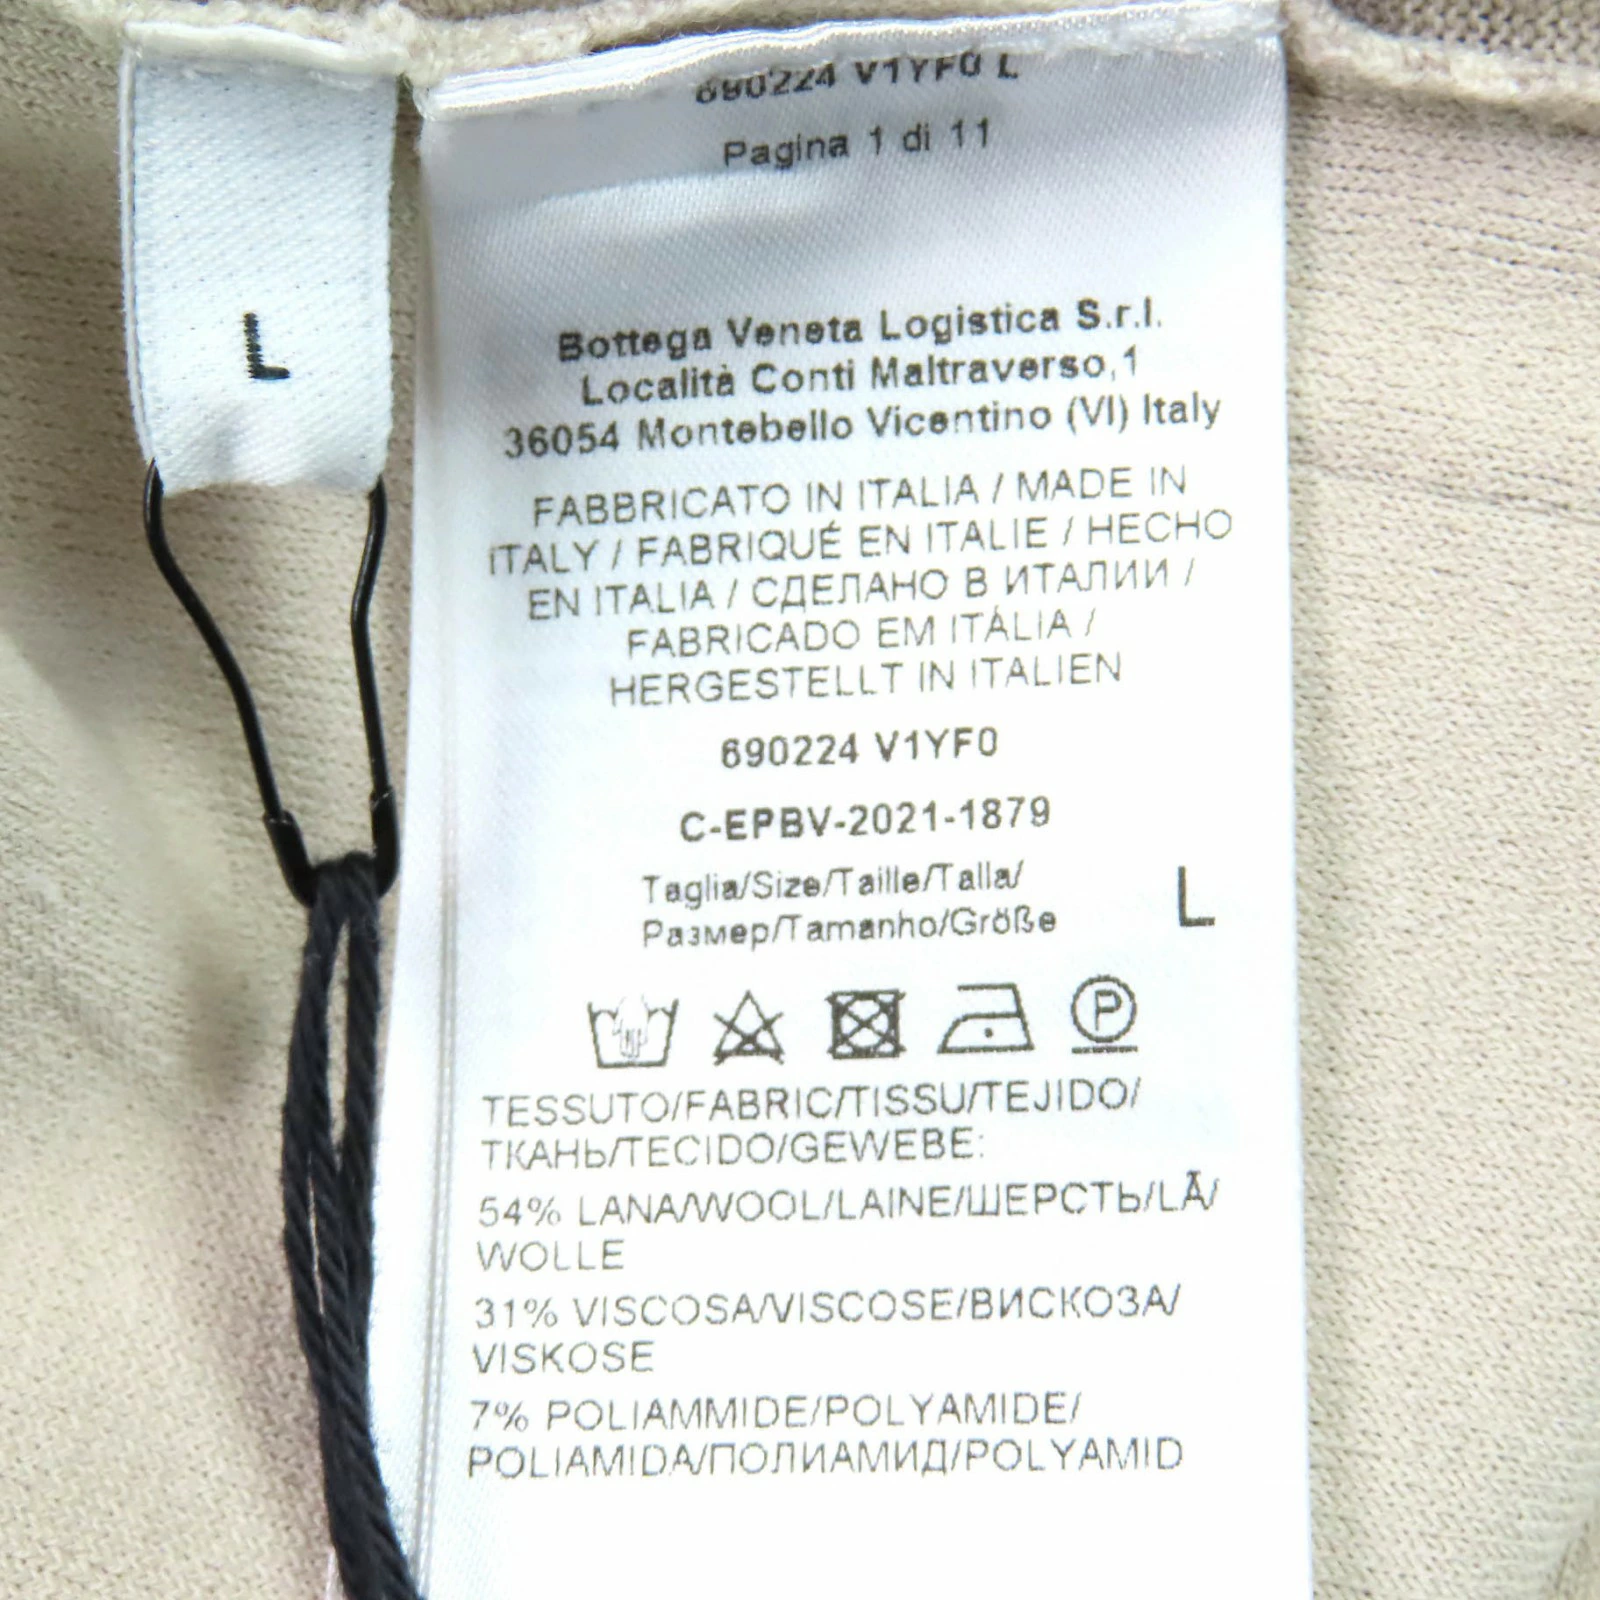 L
690224 V1YF0 L
Pagina 1 di 11
Bottega Veneta Logistica S.r.l.
Località Conti Maltraverso,1
36054 Montebello Vicentino (VI) Italy
FABBRICATO IN ITALIA / MADE IN
ITALY / FABRIQUÉ EN ITALIE / HECHO
EN ITALIA / СДЕЛАНО В ИТАЛИИ /
FABRICADO EM ITÁLIA /
HERGESTELLT IN ITALIEN
690224 V1YF0
C-EPBV-2021-1879
Taglia/Size/Taille/Talla/
Размер/Tamanho/Größe
L
P
TESSUTO/FABRIC/TISSU/TEJIDO/
ТКАНЬ/TECIDO/GEWEBE:
54% LANA/WOOL/LAINE/ШЕРСТЬ/LÃ/
WOLLE
31% VISCOSA/VISCOSE/ВИСКОЗА/
VISKOSE
7% POLIAMMIDE/POLYAMIDE/
POLIAMIDA/ПОЛИАМИД/POLYAMID